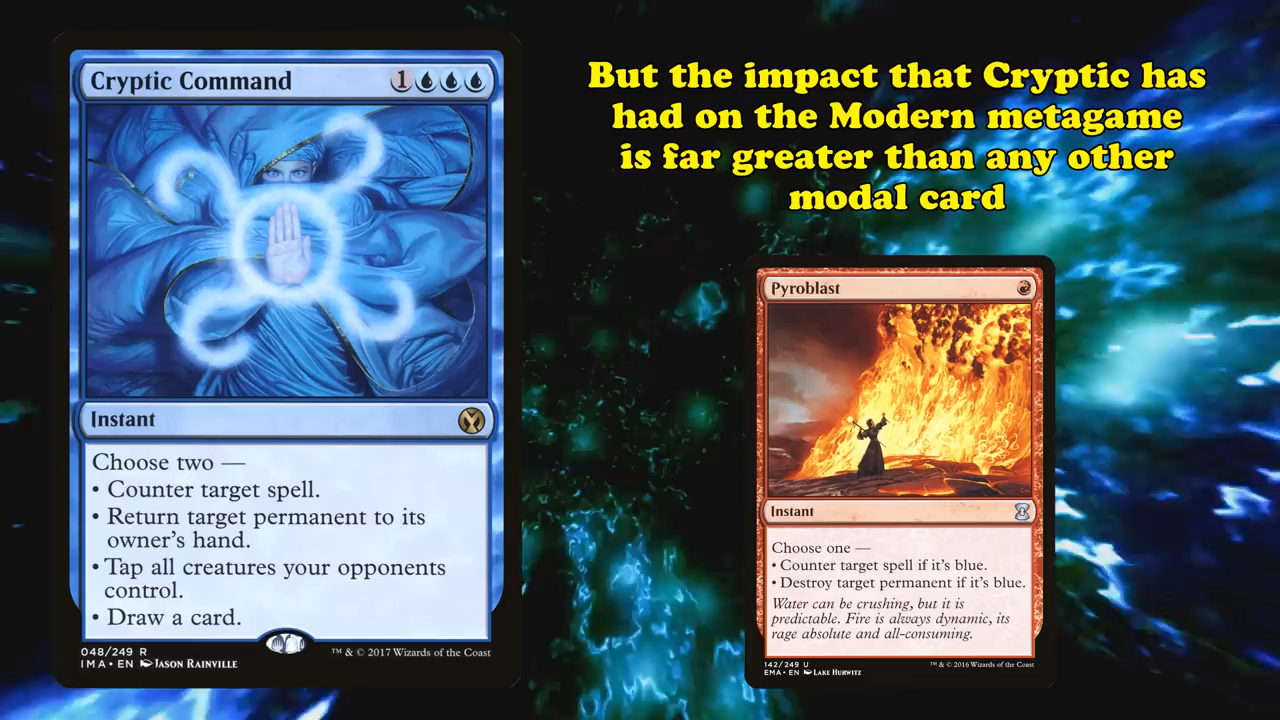 Cryptic Command 1
But the impact that Cryptic has
had on the Modern metagame
is far greater than any other
modal card
Instant
Choose two —
• Counter target spell.
• Return target permanent to its
owner's hand.
• Tap all creatures your opponents
control.
• Draw a card.
048/249 R
IMA • EN Jason Rainville
™ & © 2017 Wizards of the Coast
Pyroblast
Instant
Choose one —
• Counter target spell if it's blue.
• Destroy target permanent if it's blue.
Water can be crushing, but it is
predictable. Fire is always dynamic, its
rage absolute and all-consuming.
142/249 U
EMA • EN Lake Hurwitz
™ & © 2016 Wizards of the Coast